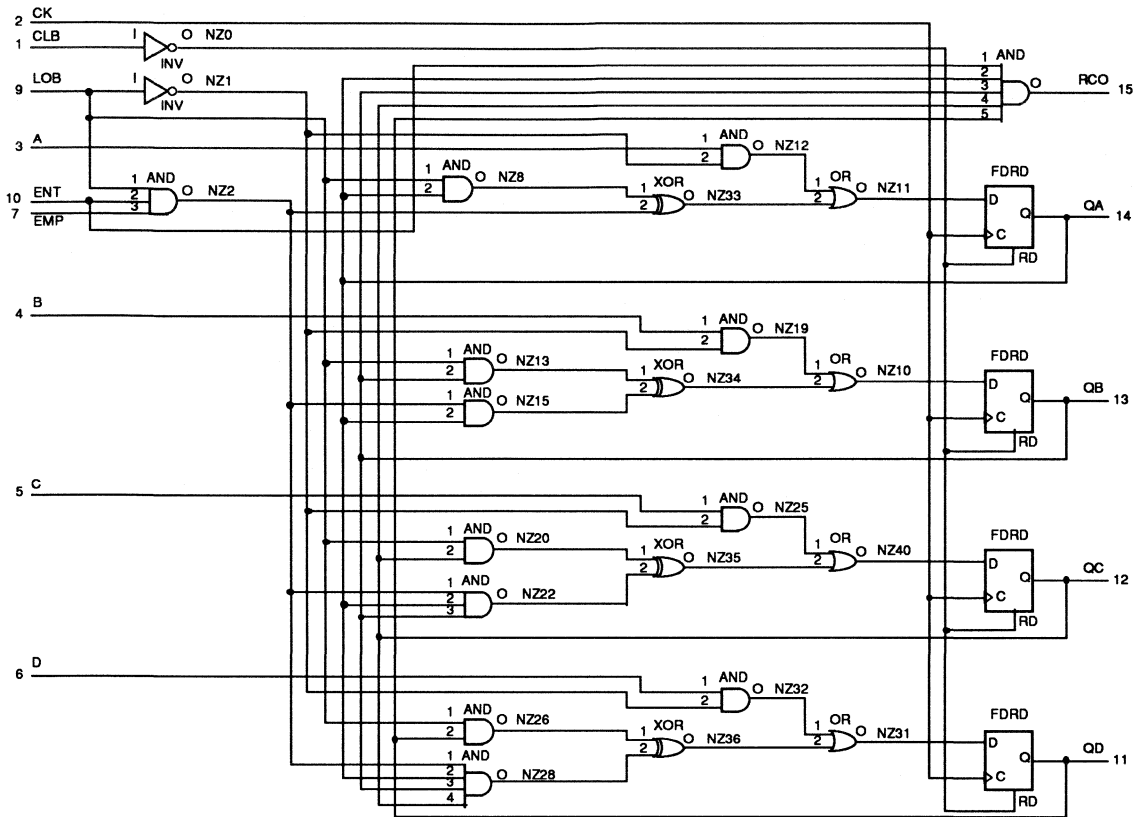 2 CK
1 CLB I O NZ0
INV
9 LOB I O NZ1
INV
1 AND
2
3 O RCO 15
4
5
3 A
1 AND O NZ12
2
10 ENT
7 EMP
1 AND O NZ2
2
3
1 AND O NZ8
2
1 XOR O NZ33
2
1 OR O NZ11
2
FDRD
D Q
C
RD
QA
14
4 B
1 AND O NZ19
2
1 AND O NZ13
2
1 AND O NZ15
2
1 XOR O NZ34
2
1 OR O NZ10
2
FDRD
D Q
C
RD
QB
13
5 C
1 AND O NZ25
2
1 AND O NZ20
2
1 AND O NZ22
2
3
1 XOR O NZ35
2
1 OR O NZ40
2
FDRD
D Q
C
RD
QC
12
6 D
1 AND O NZ32
2
1 AND O NZ26
2
1 AND O NZ28
2
3
4
1 XOR O NZ36
2
1 OR O NZ31
2
FDRD
D Q
C
RD
QD
11